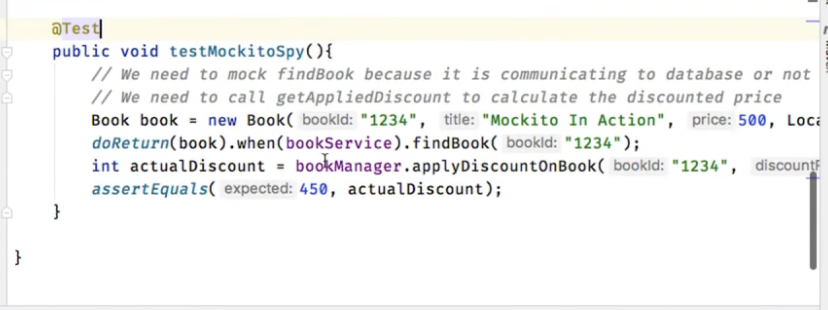 @Test
public void testMockitoSpy(){
// We need to mock findBook because it is communicating to database or not
// We need to call getAppliedDiscount to calculate the discounted price
Book book = new Book( bookId: "1234", title: "Mockito In Action", price: 500, Loca
doReturn(book).when(bookService).findBook( bookId: "1234");
int actualDiscount = bookManager.applyDiscountOnBook( bookId: "1234", discount
assertEquals( expected: 450, actualDiscount);
}
}